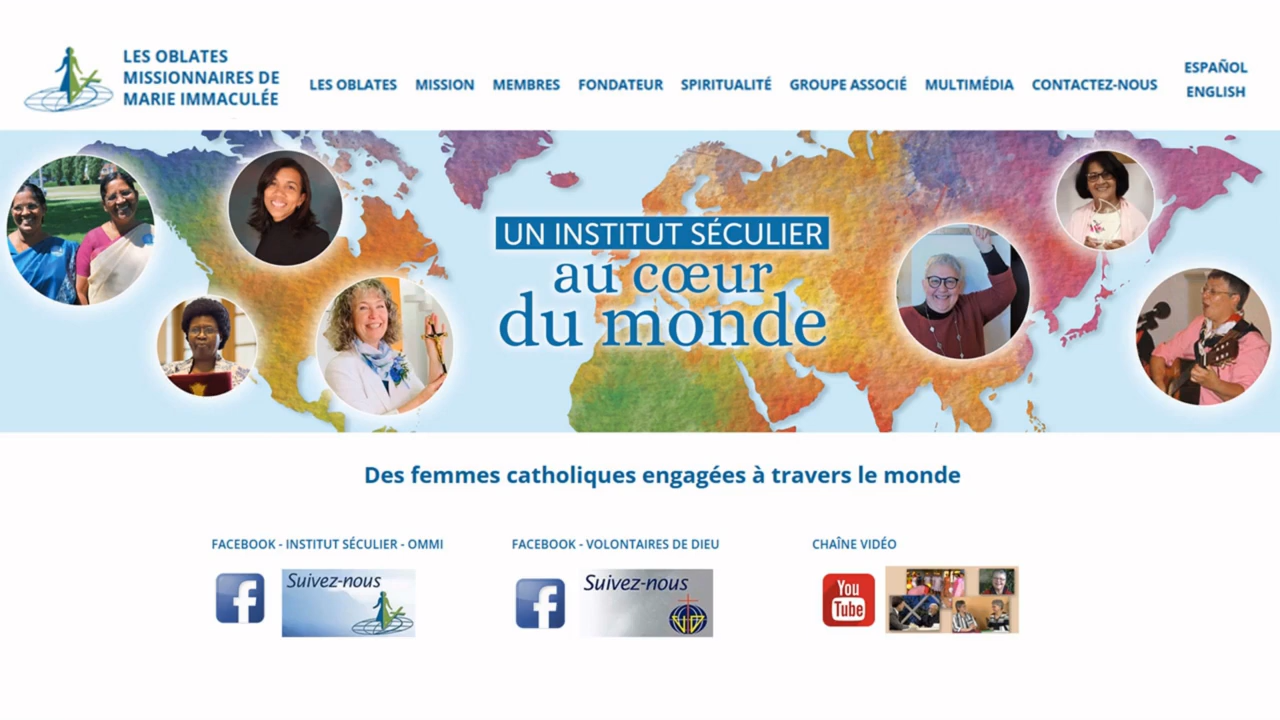 LES OBLATES
MISSIONNAIRES DE
MARIE IMMACULÉE
LES OBLATES MISSION MEMBRES FONDATEUR SPIRITUALITÉ GROUPE ASSOCIÉ MULTIMÉDIA CONTACTEZ-NOUS
ESPAÑOL
ENGLISH
UN INSTITUT SÉCULIER
au cœur
du monde
Des femmes catholiques engagées à travers le monde
FACEBOOK - INSTITUT SÉCULIER - OMMI
f
Suivez-nous
FACEBOOK - VOLONTAIRES DE DIEU
f
Suivez-nous
CHAÎNE VIDÉO
You
Tube